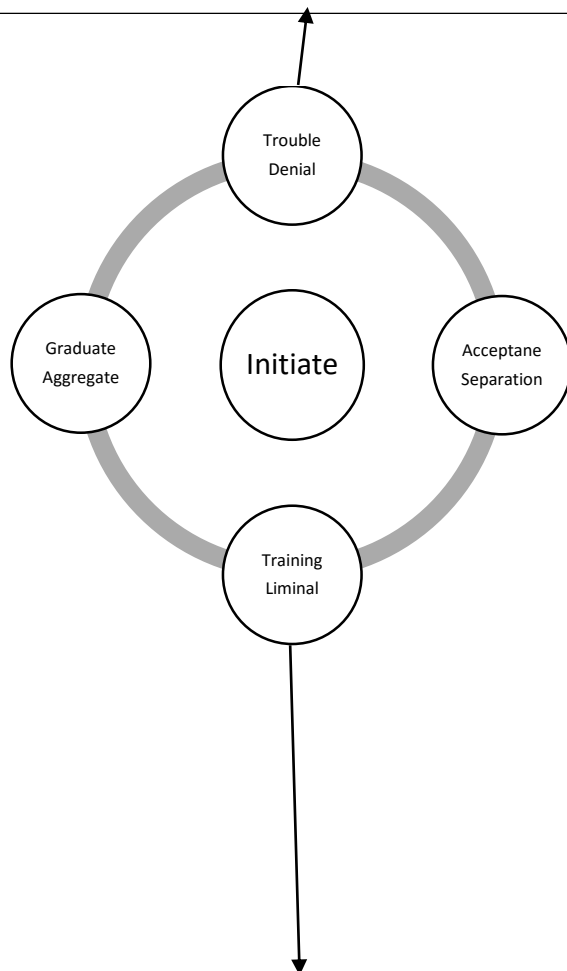 Trouble
Denial
Graduate
Aggregate
Initiate
Acceptane
Separation
Training
Liminal